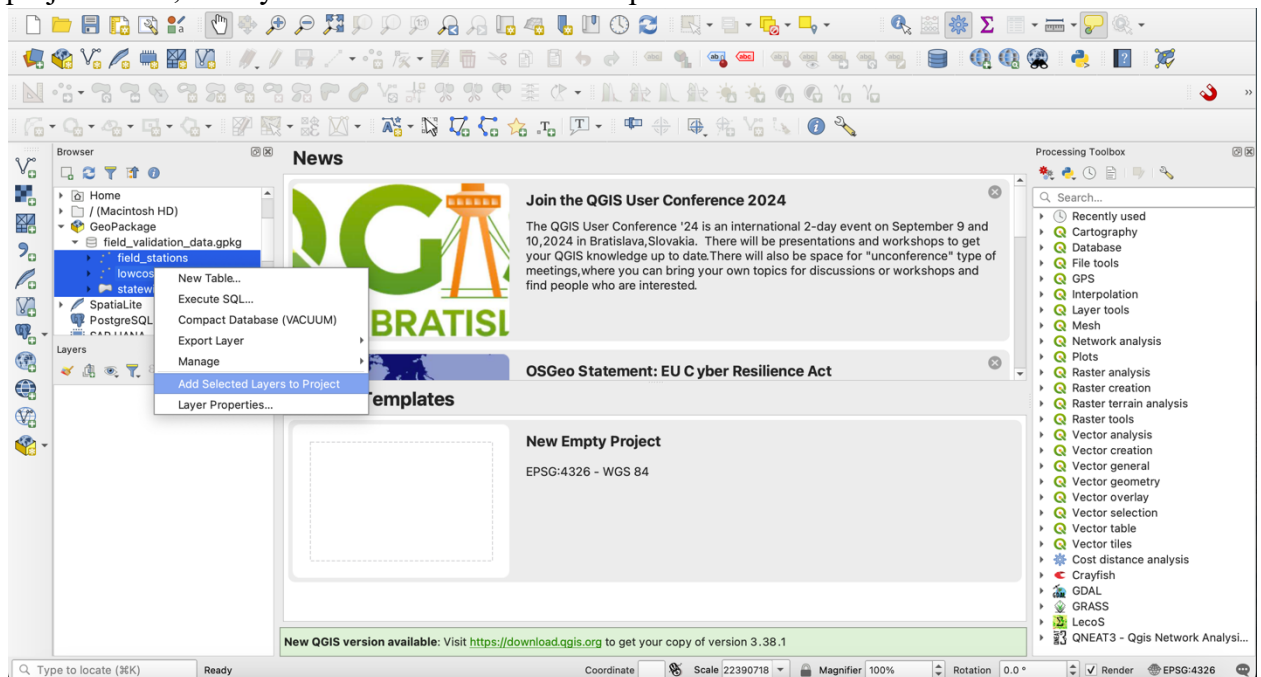 Browser
Home
/ (Macintosh HD)
GeoPackage
field_validation_data.gpkg
field_stations
lowcos
statewi
SpatiaLite
PostgreSQL
SAP HANA
Layers
New Table...
Execute SQL...
Compact Database (VACUUM)
Export Layer
Manage
Add Selected Layers to Project
Layer Properties...
News
BRATISL
Join the QGIS User Conference 2024
The QGIS User Conference '24 is an international 2-day event on September 9 and
10,2024 in Bratislava,Slovakia. There will be presentations and workshops to get
your QGIS knowledge up to date.There will also be space for "unconference" type of
meetings,where you can bring your own topics for discussions or workshops and
find people who are interested.
OSGeo Statement: EU C yber Resilience Act
Templates
New Empty Project
EPSG:4326 - WGS 84
New QGIS version available: Visit https://download.qgis.org to get your copy of version 3.38.1
Processing Toolbox
Search...
Recently used
Cartography
Database
File tools
GPS
Interpolation
Layer tools
Mesh
Network analysis
Plots
Raster analysis
Raster creation
Raster terrain analysis
Raster tools
Vector analysis
Vector creation
Vector general
Vector geometry
Vector overlay
Vector selection
Vector table
Vector tiles
Cost distance analysis
Crayfish
GDAL
GRASS
LecoS
QNEAT3 - Qgis Network Analysi...
Type to locate (⌘K) Ready Coordinate Scale 22390718 Magnifier 100% Rotation 0.0 ° Render EPSG:4326